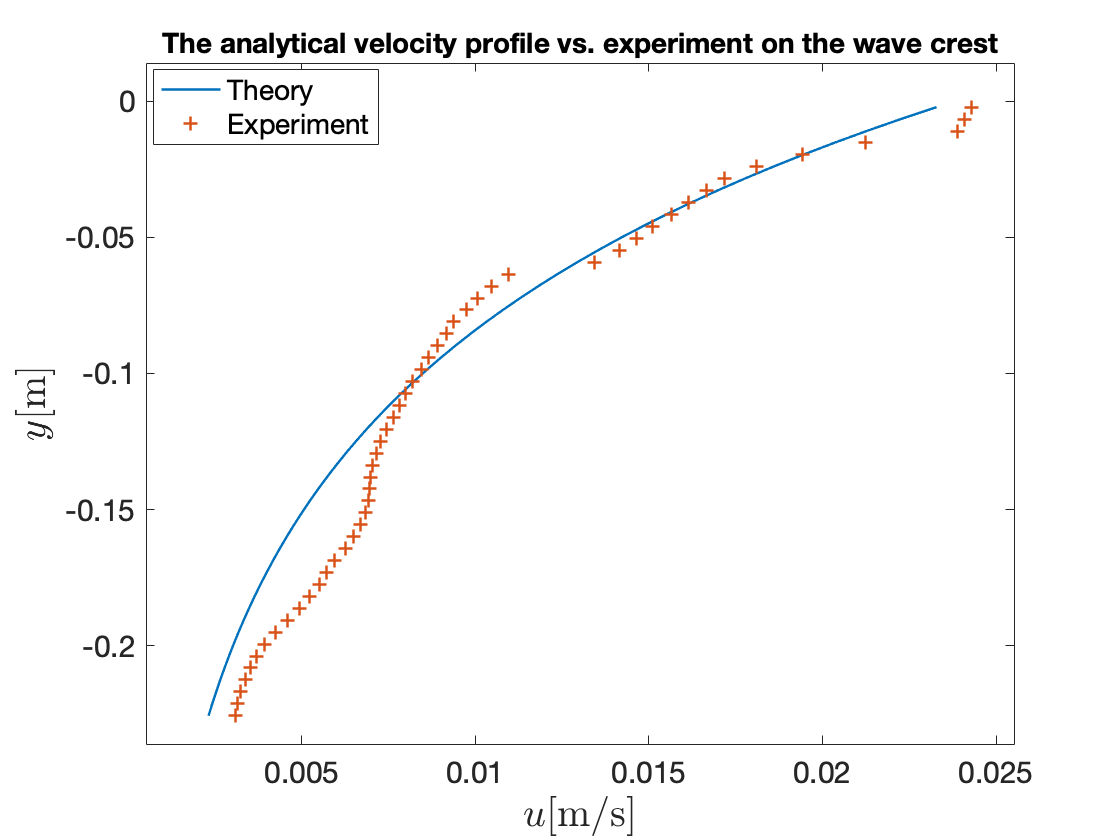 The analytical velocity profile vs. experiment on the wave crest
Theory
Experiment
0
-0.05
-0.1
-0.15
-0.2
y[m]
0.005 0.01 0.015 0.02 0.025
u[m/s]